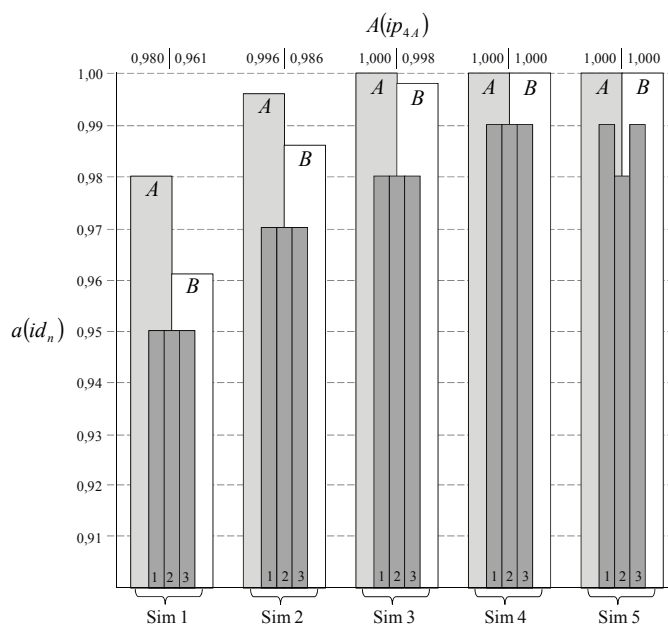 A(ip4A)
0,980 | 0,961 0,996 | 0,986 1,000 | 0,998 1,000 | 1,000 1,000 | 1,000
1,00
A B A B A B
0,99
A
B
0,98
A
0,97
0,96
B
a(idn)
0,95
0,94
0,93
0,92
0,91
1 2 3 1 2 3 1 2 3 1 2 3 1 2 3
Sim 1 Sim 2 Sim 3 Sim 4 Sim 5